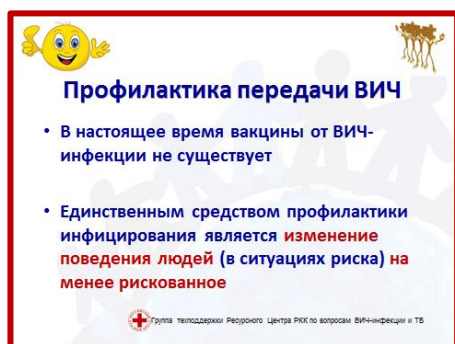 Профилактика передачи ВИЧ
• В настоящее время вакцины от ВИЧ-
инфекции не существует
• Единственным средством профилактики
инфицирования является изменение
поведения людей (в ситуациях риска) на
менее рискованное
Группа техподдержки Ресурсного Центра РКК по вопросам ВИЧ-инфекции и ТБ